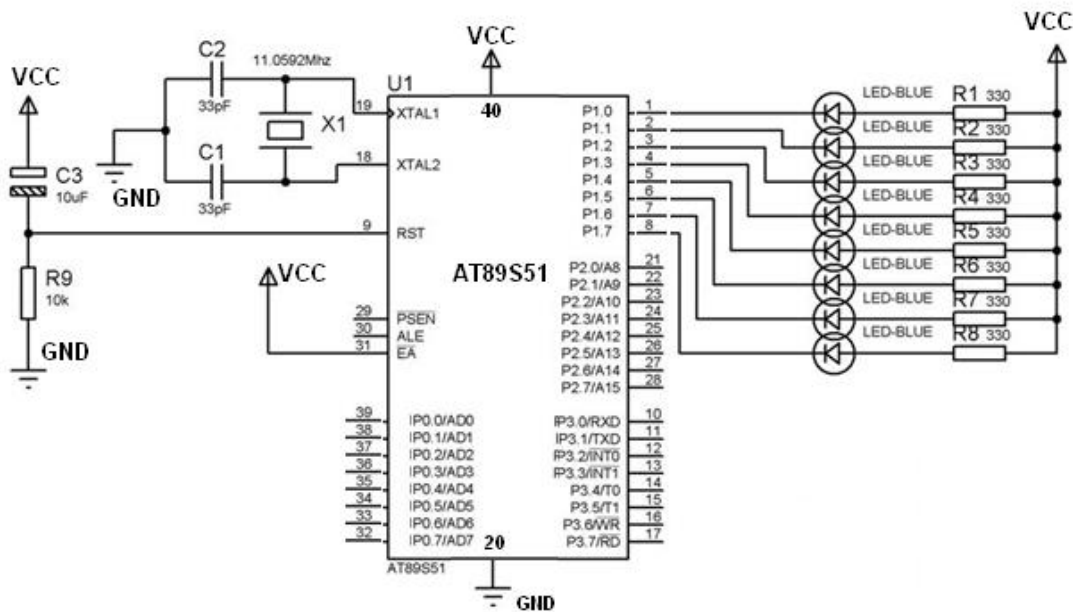 VCC
C3
10uF
R9
10k
GND
GND
C2
33pF
C1
33pF
11.0592Mhz
X1
VCC
VCC
U1
40
AT89S51
20
AT89S51
GND
19 XTAL1
18 XTAL2
9 RST
29 PSEN
30 ALE
31 EA
39 IP0.0/AD0
38 IP0.1/AD1
37 IP0.2/AD2
36 IP0.3/AD3
35 IP0.4/AD4
34 IP0.5/AD5
33 IP0.6/AD6
32 IP0.7/AD7
P1.0 1
P1.1 2
P1.2 3
P1.3 4
P1.4 5
P1.5 6
P1.6 7
P1.7 8
P2.0/A8 21
P2.1/A9 22
P2.2/A10 23
P2.3/A11 24
P2.4/A12 25
P2.5/A13 26
P2.6/A14 27
P2.7/A15 28
IP3.0/RXD 10
IP3.1/TXD 11
IP3.2/INT0 12
IP3.3/INT1 13
P3.4/T0 14
P3.5/T1 15
P3.6/WR 16
P3.7/RD 17
VCC
LED-BLUE R1 330
LED-BLUE R2 330
LED-BLUE R3 330
LED-BLUE R4 330
LED-BLUE R5 330
LED-BLUE R6 330
LED-BLUE R7 330
LED-BLUE R8 330